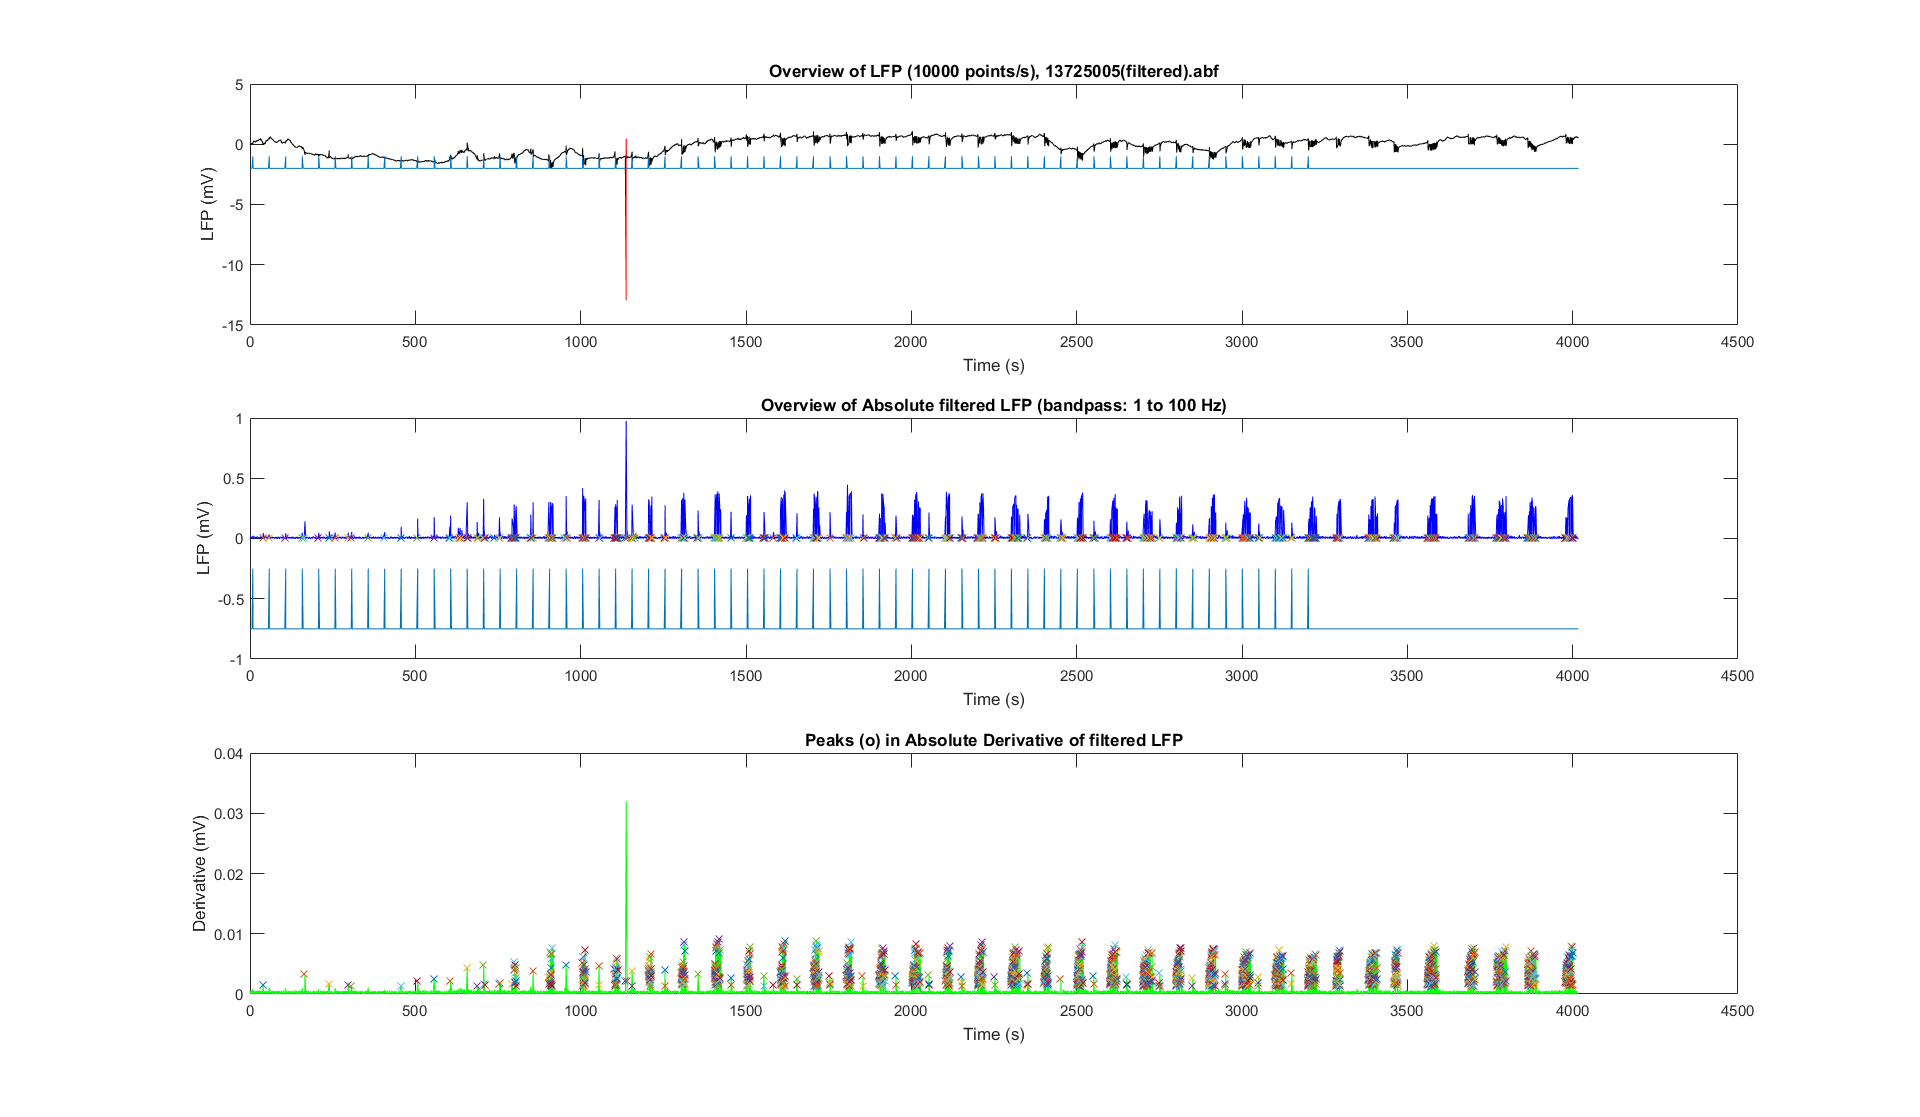 Overview of LFP (10000 points/s), 13725005(filtered).abf
5
0
-5
-10
-15
LFP (mV)
0 500 1000 1500 2000 2500 3000 3500 4000 4500
Time (s)
Overview of Absolute filtered LFP (bandpass: 1 to 100 Hz)
1
0.5
0
-0.5
-1
LFP (mV)
0 500 1000 1500 2000 2500 3000 3500 4000 4500
Time (s)
Peaks (o) in Absolute Derivative of filtered LFP
0.04
0.03
0.02
0.01
0
Derivative (mV)
0 500 1000 1500 2000 2500 3000 3500 4000 4500
Time (s)